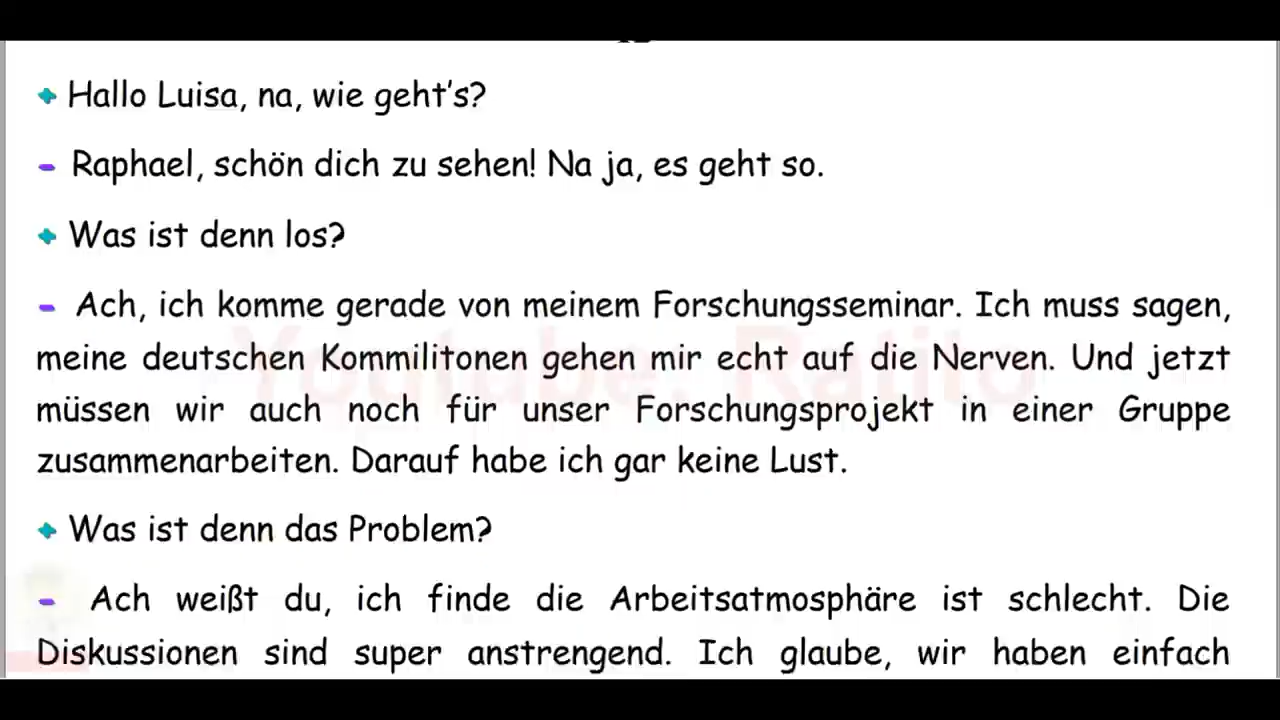 + Hallo Luisa, na, wie geht's?
- Raphael, schön dich zu sehen! Na ja, es geht so.
+ Was ist denn los?
- Ach, ich komme gerade von meinem Forschungsseminar. Ich muss sagen,
meine deutschen Kommilitonen gehen mir echt auf die Nerven. Und jetzt
müssen wir auch noch für unser Forschungsprojekt in einer Gruppe
zusammenarbeiten. Darauf habe ich gar keine Lust.
+ Was ist denn das Problem?
- Ach weißt du, ich finde die Arbeitsatmosphäre ist schlecht. Die
Diskussionen sind super anstrengend. Ich glaube, wir haben einfach